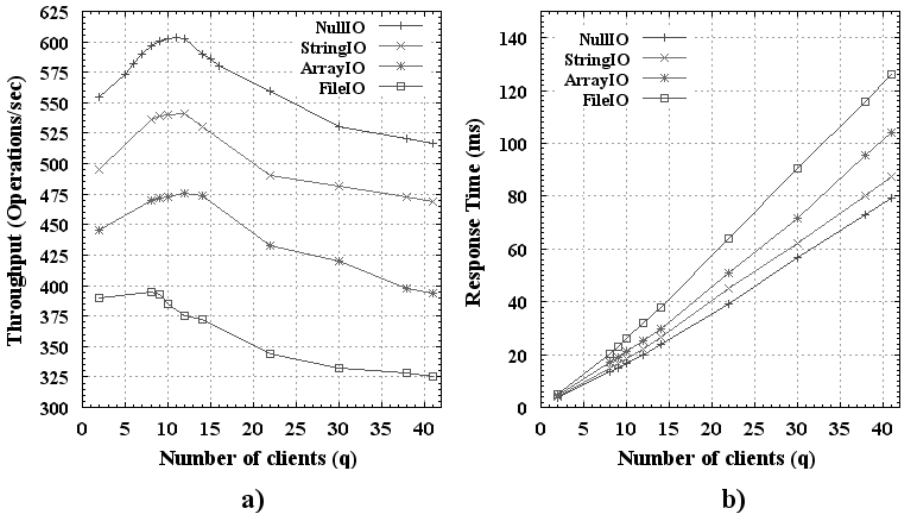 Throughput (Operations/sec)
625
600
575
550
525
500
475
450
425
400
375
350
325
300
NullIO
StringIO
ArrayIO
FileIO
0 5 10 15 20 25 30 35 40
Number of clients (q)
a)
Response Time (ms)
140
120
100
80
60
40
20
0
NullIO
StringIO
ArrayIO
FileIO
0 5 10 15 20 25 30 35 40
Number of clients (q)
b)